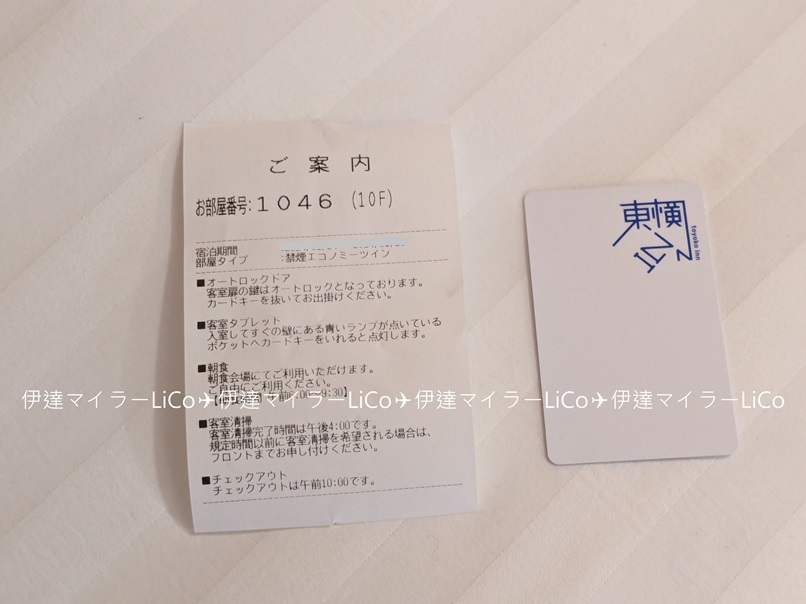 ご案内
お部屋番号:1046 (10F)
宿泊期間
部屋タイプ :禁煙エコノミーツイン
■オートロックドア
客室扉の鍵はオートロックとなっております。
カードキーを抜いてお出掛けください。
■客室タブレット
入室してすぐの壁にある青いランプが点いている
ポケットへカードキーをいれると点灯します。
■朝食
朝食会場にてご利用いただけます。
ご自由にご利用ください。
9:30】
伊達マイラーLiCo✈伊達マイラーLiCo✈伊達マイラーLiCo✈伊達マイラーLiCo
■客室清掃
客室清掃完了時間は午後4:00です。
規定時間以前に客室清掃を希望される場合は、
フロントまでお申し付けください。
■チェックアウト
チェックアウトは午前10:00です。
東横
INN
toyoko inn